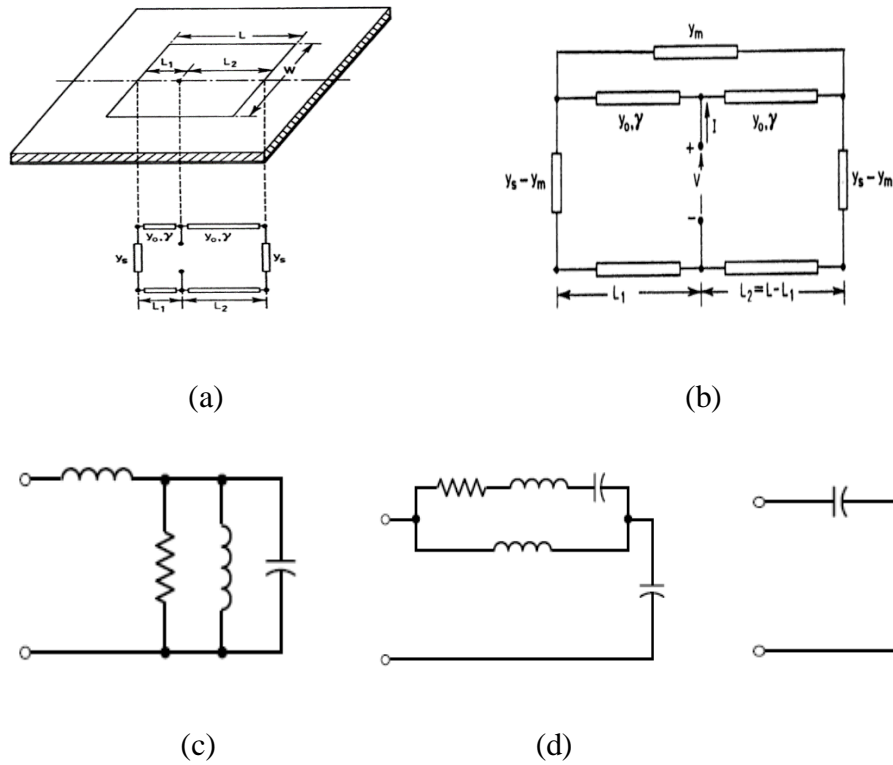 L
L₁
L₂
W
y₀,γ y₀,γ
yₛ yₛ
L₁ L₂
(a)
yₘ
y₀,γ I y₀,γ
+
yₛ-yₘ V yₛ-yₘ
-
L₁ L₂=L-L₁
(b)
(c) (d)